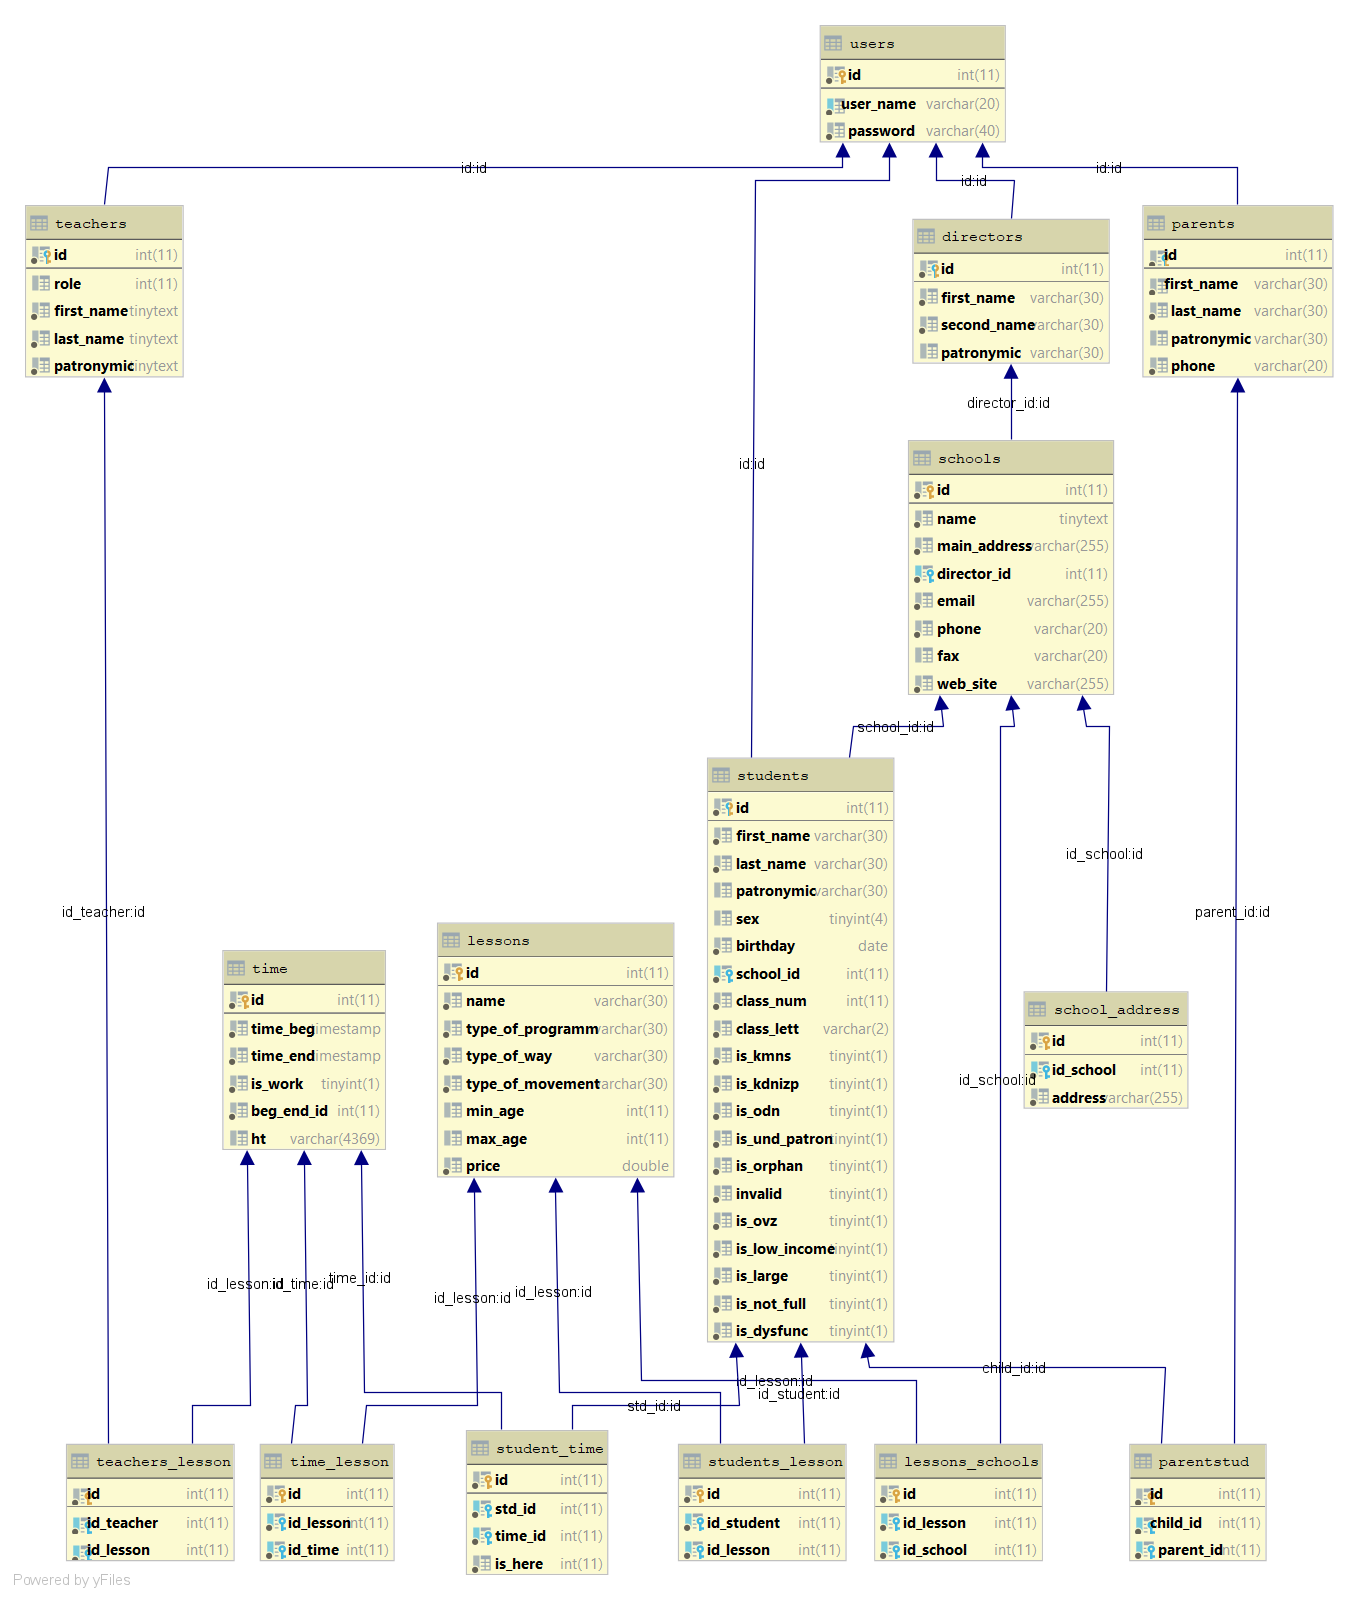 users
id int(11)
user_name varchar(20)
password varchar(40)
id:id
id:id
id:id
teachers
id int(11)
role int(11)
first_name tinytext
last_name tinytext
patronymic tinytext
directors
id int(11)
first_name varchar(30)
second_name varchar(30)
patronymic varchar(30)
parents
id int(11)
first_name varchar(30)
last_name varchar(30)
patronymic varchar(30)
phone varchar(20)
director_id:id
id:id
schools
id int(11)
name tinytext
main_address varchar(255)
director_id int(11)
email varchar(255)
phone varchar(20)
fax varchar(20)
web_site varchar(255)
school_id:id
students
id int(11)
first_name varchar(30)
last_name varchar(30)
patronymic varchar(30)
sex tinyint(4)
birthday date
school_id int(11)
class_num int(11)
class_lett varchar(2)
is_kmns tinyint(1)
is_kdnizp tinyint(1)
is_odn tinyint(1)
is_und_patron tinyint(1)
is_orphan tinyint(1)
invalid tinyint(1)
is_ovz tinyint(1)
is_low_income tinyint(1)
is_large tinyint(1)
is_not_full tinyint(1)
is_dysfunc tinyint(1)
id_school:id
id_teacher:id
parent_id:id
time
id int(11)
time_beg timestamp
time_end timestamp
is_work tinyint(1)
beg_end_id int(11)
ht varchar(4369)
lessons
id int(11)
name varchar(30)
type_of_programm varchar(30)
type_of_way varchar(30)
type_of_movement varchar(30)
min_age int(11)
max_age int(11)
price double
school_address
id int(11)
id_school int(11)
address varchar(255)
id_school:id
id_lesson:id
id_time:id
time_id:id
id_lesson:id
id_lesson:id
child_id:id
id_lesson:id
id_student:id
std_id:id
teachers_lesson
id int(11)
id_teacher int(11)
id_lesson int(11)
time_lesson
id int(11)
id_lesson int(11)
id_time int(11)
student_time
id int(11)
std_id int(11)
time_id int(11)
is_here int(11)
students_lesson
id int(11)
id_student int(11)
id_lesson int(11)
lessons_schools
id int(11)
id_lesson int(11)
id_school int(11)
parentstud
id int(11)
child_id int(11)
parent_id int(11)
Powered by yFiles